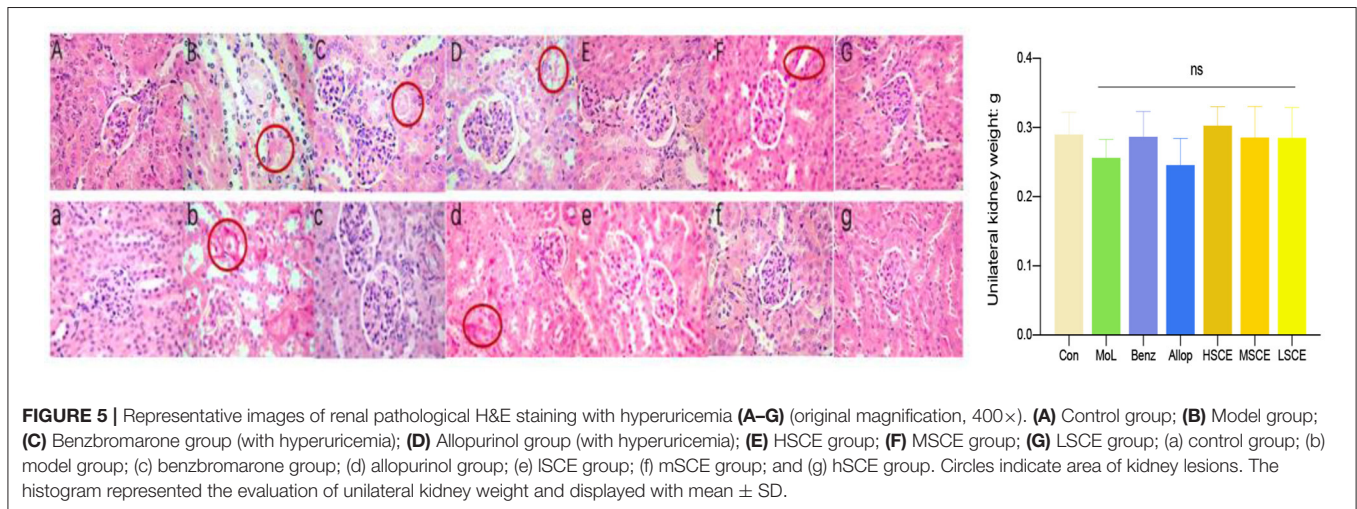 A B C D E F G
a b c d e f g
Unilateral kidney weight: g
0.4
0.3
0.2
0.1
0.0
ns
Con MoL Benz Allop HSCE MSCE LSCE
FIGURE 5 | Representative images of renal pathological H&E staining with hyperuricemia (A–G) (original magnification, 400×). (A) Control group; (B) Model group;
(C) Benzbromarone group (with hyperuricemia); (D) Allopurinol group (with hyperuricemia); (E) HSCE group; (F) MSCE group; (G) LSCE group; (a) control group; (b)
model group; (c) benzbromarone group; (d) allopurinol group; (e) lSCE group; (f) mSCE group; and (g) hSCE group. Circles indicate area of kidney lesions. The
histogram represented the evaluation of unilateral kidney weight and displayed with mean ± SD.